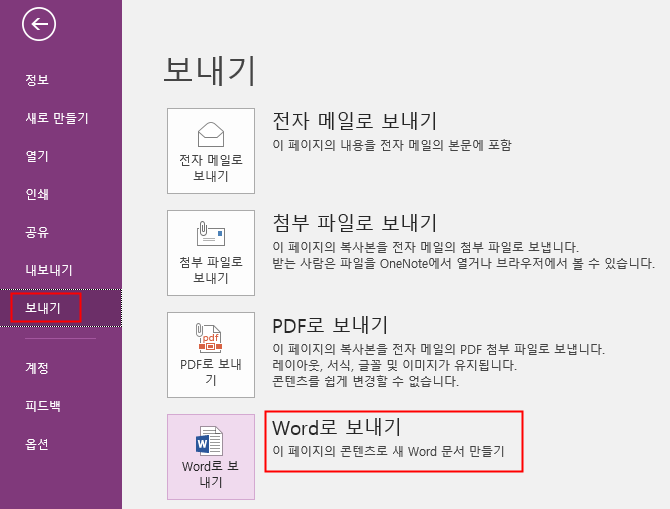 정보
새로 만들기
열기
인쇄
공유
내보내기
보내기
계정
피드백
옵션
보내기
전자 메일로
보내기
전자 메일로 보내기
이 페이지의 내용을 전자 메일의 본문에 포함
첨부 파일로
보내기
첨부 파일로 보내기
이 페이지의 복사본을 전자 메일의 첨부 파일로 보냅니다.
받는 사람은 파일을 OneNote에서 열거나 브라우저에서 볼 수 있습니다.
pdf
PDF로 보내
기
PDF로 보내기
이 페이지의 복사본을 전자 메일의 PDF 첨부 파일로 보냅니다.
레이아웃, 서식, 글꼴 및 이미지가 유지됩니다.
콘텐츠를 쉽게 변경할 수 없습니다.
W
Word로 보
내기
Word로 보내기
이 페이지의 콘텐츠로 새 Word 문서 만들기